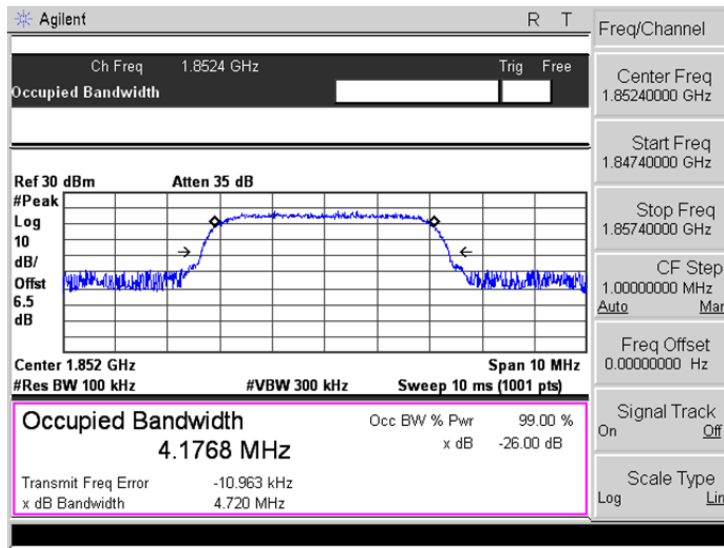 Agilent R T
Ch Freq 1.8524 GHz Trig Free
Occupied Bandwidth
Ref 30 dBm Atten 35 dB
#Peak
Log
10
dB/
Offst
6.5
dB
Center 1.852 GHz Span 10 MHz
#Res BW 100 kHz #VBW 300 kHz Sweep 10 ms (1001 pts)
Occupied Bandwidth Occ BW % Pwr 99.00 %
4.1768 MHz x dB -26.00 dB
Transmit Freq Error -10.963 kHz
x dB Bandwidth 4.720 MHz
Freq/Channel
Center Freq
1.85240000 GHz
Start Freq
1.84740000 GHz
Stop Freq
1.85740000 GHz
CF Step
1.00000000 MHz
Auto Man
Freq Offset
0.00000000 Hz
Signal Track
On Off
Scale Type
Log Lin